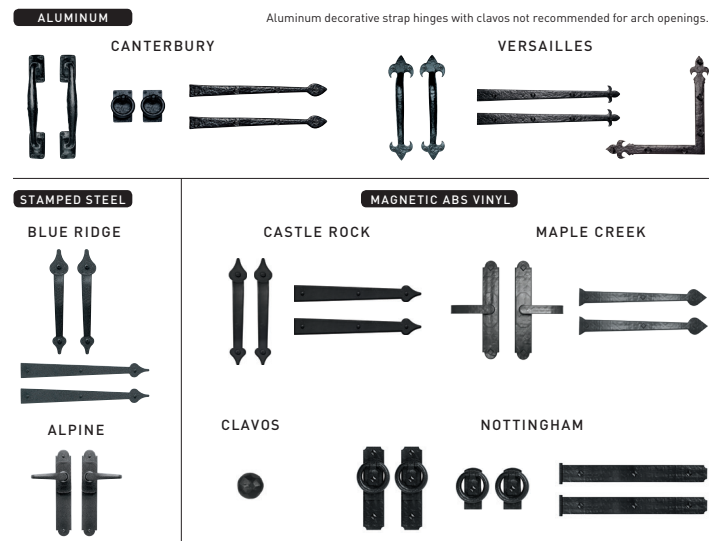 ALUMINUM
Aluminum decorative strap hinges with clavos not recommended for arch openings.
CANTERBURY
VERSAILLES
STAMPED STEEL
MAGNETIC ABS VINYL
BLUE RIDGE
CASTLE ROCK
MAPLE CREEK
ALPINE
CLAVOS
NOTTINGHAM